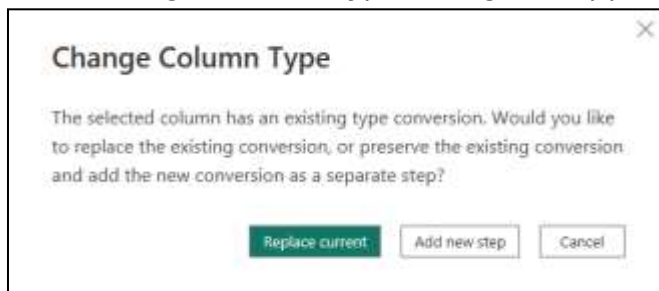 Change Column Type
The selected column has an existing type conversion. Would you like
to replace the existing conversion, or preserve the existing conversion
and add the new conversion as a separate step?
Replace current Add new step Cancel